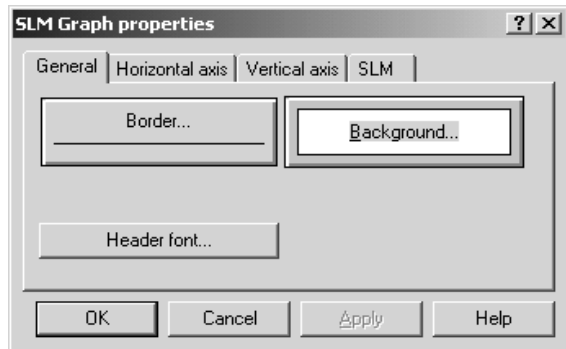 SLM Graph properties
General Horizontal axis Vertical axis SLM
Border... Background...
Header font...
OK Cancel Apply Help